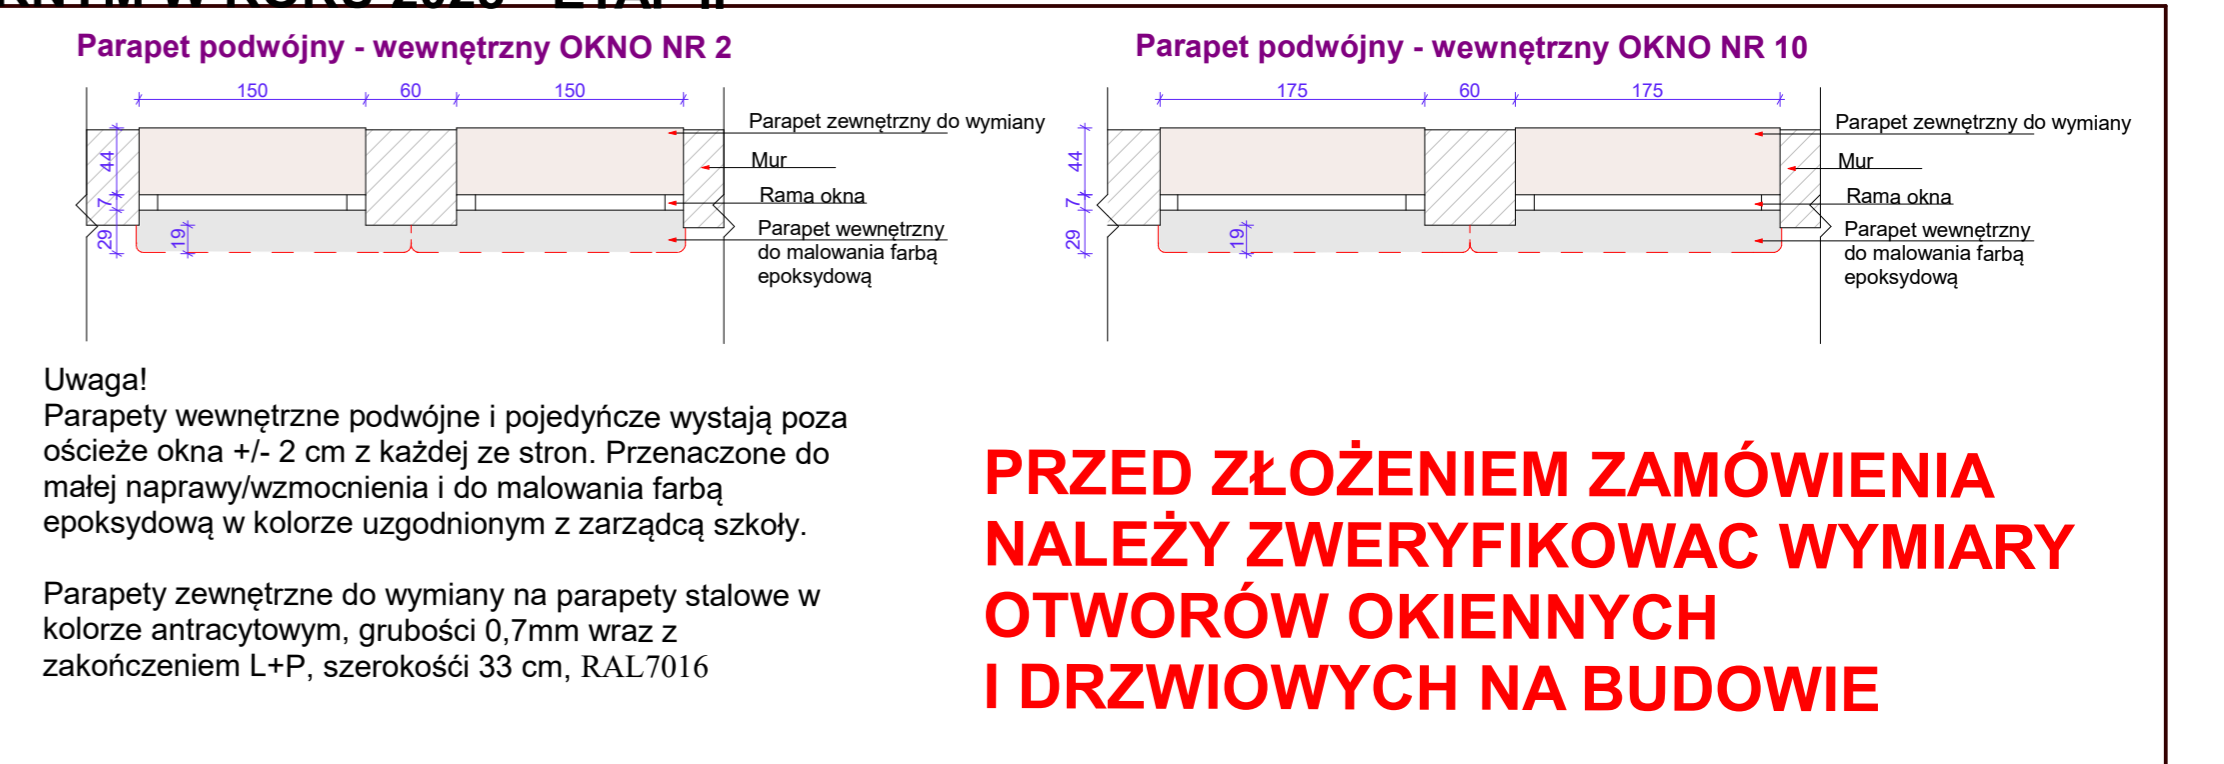 W ROKU 2020 - ETAP II
Parapet podwójny - wewnętrzny OKNO NR 2
150 60 150
44
7
29
19
Parapet zewnętrzny do wymiany
Mur
Rama okna
Parapet wewnętrzny
do malowania farbą
epoksydową
Parapet podwójny - wewnętrzny OKNO NR 10
175 60 175
44
7
29
19
Parapet zewnętrzny do wymiany
Mur
Rama okna
Parapet wewnętrzny
do malowania farbą
epoksydową
Uwaga!
Parapety wewnętrzne podwójne i pojedyńcze wystają poza
ościeże okna +/- 2 cm z każdej ze stron. Przenaczone do
małej naprawy/wzmocnienia i do malowania farbą
epoksydową w kolorze uzgodnionym z zarządcą szkoły.
Parapety zewnętrzne do wymiany na parapety stalowe w
kolorze antracytowym, grubości 0,7mm wraz z
zakończeniem L+P, szerokośći 33 cm, RAL7016
PRZED ZŁOŻENIEM ZAMÓWIENIA
NALEŻY ZWERYFIKOWAC WYMIARY
OTWORÓW OKIENNYCH
I DRZWIOWYCH NA BUDOWIE